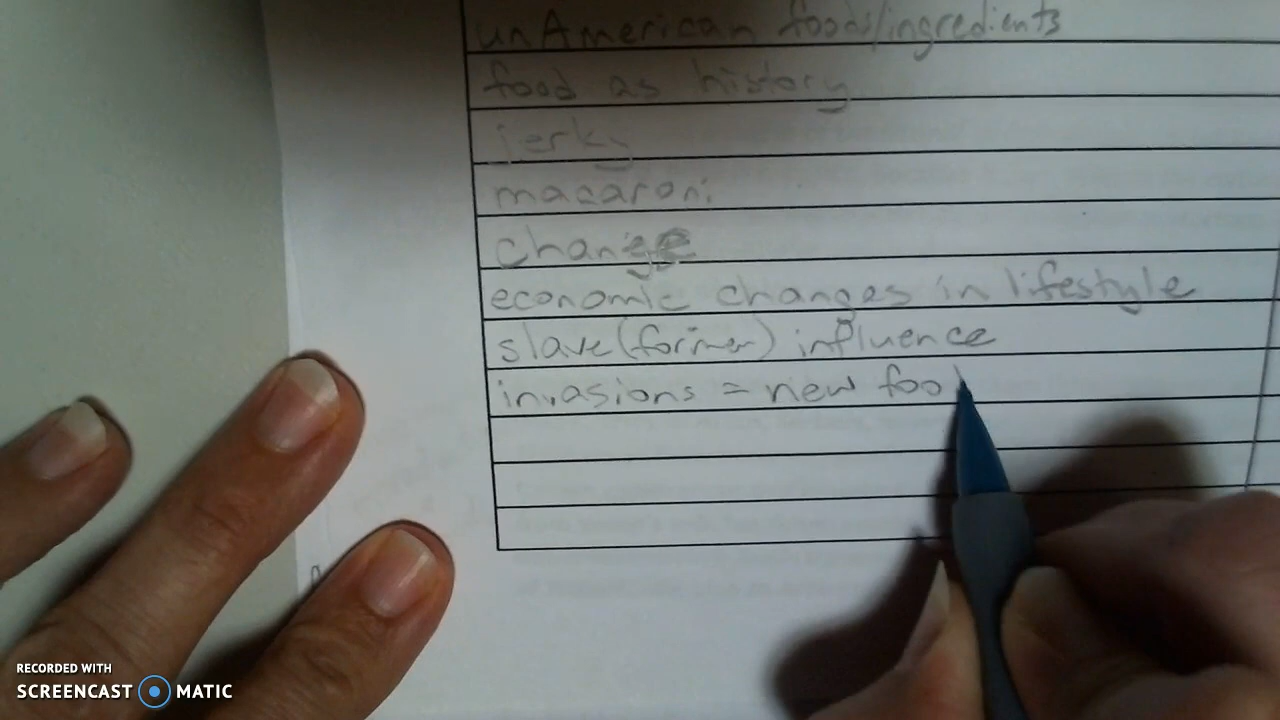 unAmerican foods/ingredients
food as history
jerky
macaroni
change
economic changes in lifestyle
slave (former) influence
invasions = new foo
RECORDED WITH
SCREENCAST MATIC